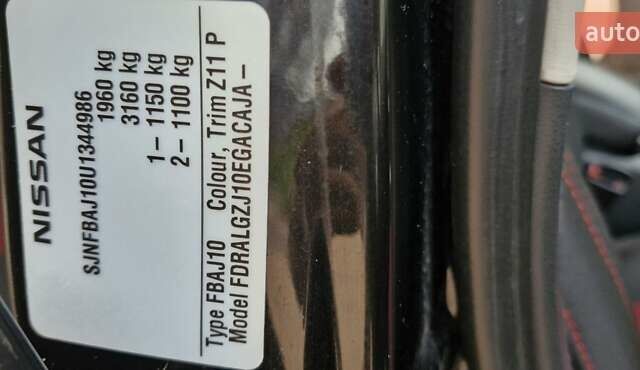 NISSAN
SJNFBAJ10U1344986
1960 kg
3160 kg
1– 1150 kg
2– 1100 kg
Type FBAJ10 Colour, Trim Z11 P
Model FDRALGZJ10EGACAJA –
auto